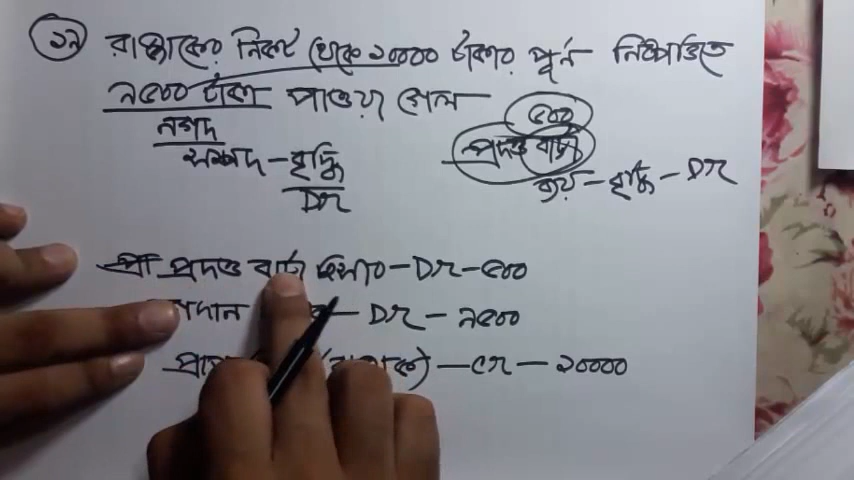 ১৯ রাজ্জাকের নিকট থেকে ১০০০০ টাকার পূর্ন নিষ্পত্তিতে
৯৫০০ টাকা পাওয়া গেল
নগদ
সম্পদ - বৃদ্ধি
Dr
৫০০
প্রদত্ত বাট্টা
ব্যয় - বৃদ্ধি - Dr
প্রদত্ত বাট্টা হিসাব - Dr - ৫০০
- Dr - ৯৫০০
- Cr - ১০০০০